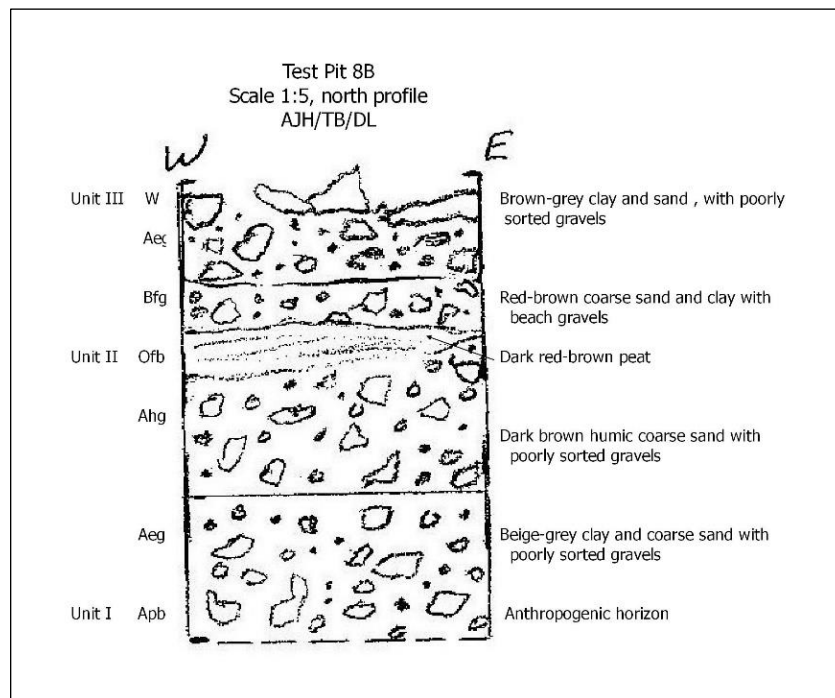 Test Pit 8B
Scale 1:5, north profile
AJH/TB/DL
W
E
Unit III W
Brown-grey clay and sand , with poorly
sorted gravels
Aeg
Bfg
Red-brown coarse sand and clay with
beach gravels
Unit II Ofb
Dark red-brown peat
Ahg
Dark brown humic coarse sand with
poorly sorted gravels
Aeg
Beige-grey clay and coarse sand with
poorly sorted gravels
Unit I Apb
Anthropogenic horizon